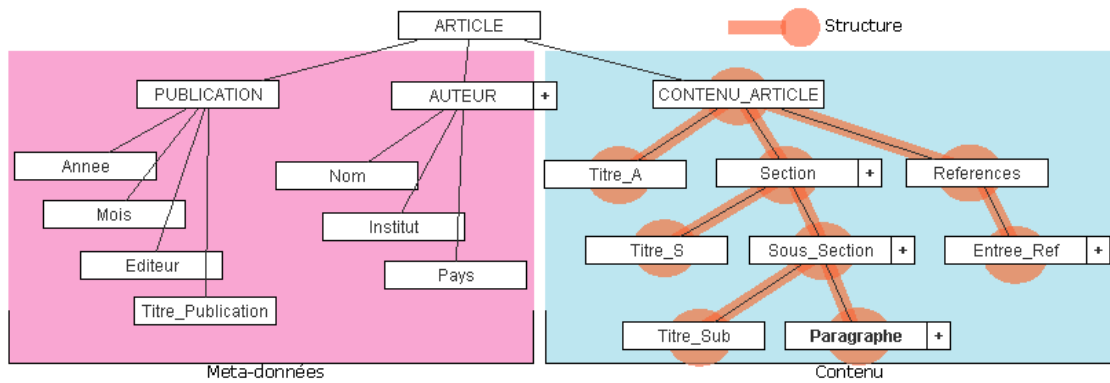 ARTICLE
Structure
PUBLICATION
AUTEUR +
CONTENU_ARTICLE
Annee
Nom
Titre_A
Section +
References
Mois
Institut
Editeur
Titre_S
Sous_Section +
Entree_Ref +
Pays
Titre_Publication
Titre_Sub
Paragraphe +
Meta-données
Contenu